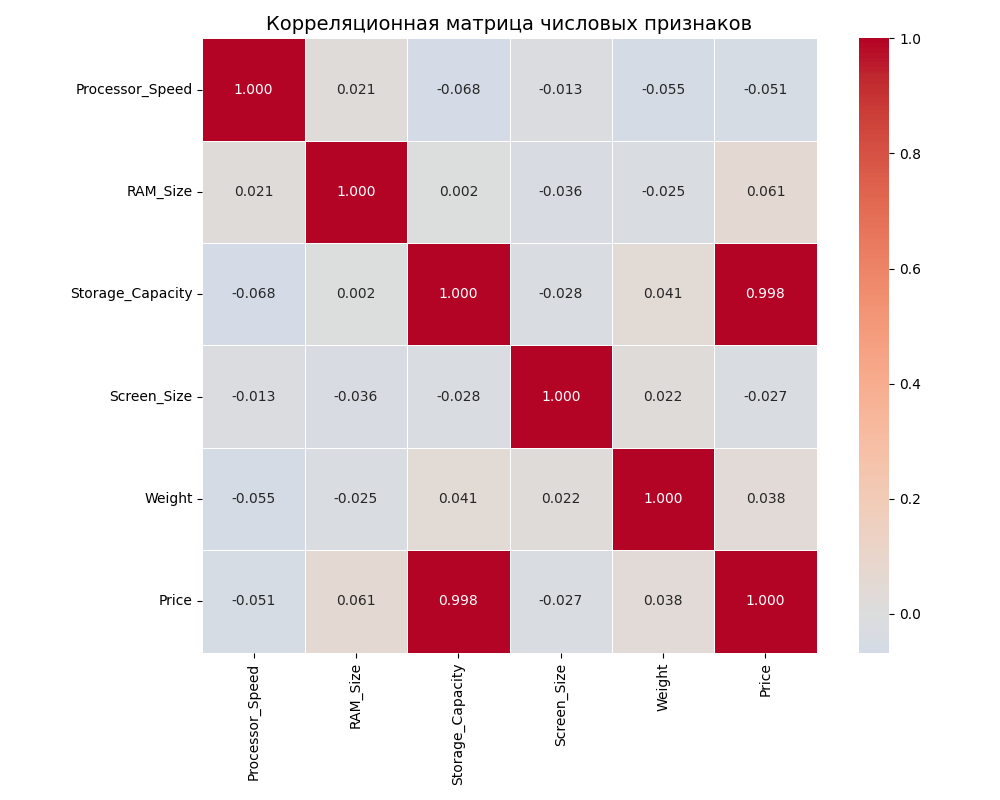 Корреляционная матрица числовых признаков
Processor_Speed 1.000 0.021 -0.068 -0.013 -0.055 -0.051
RAM_Size 0.021 1.000 0.002 -0.036 -0.025 0.061
Storage_Capacity -0.068 0.002 1.000 -0.028 0.041 0.998
Screen_Size -0.013 -0.036 -0.028 1.000 0.022 -0.027
Weight -0.055 -0.025 0.041 0.022 1.000 0.038
Price -0.051 0.061 0.998 -0.027 0.038 1.000
Processor_Speed
RAM_Size
Storage_Capacity
Screen_Size
Weight
Price
1.0
0.8
0.6
0.4
0.2
0.0